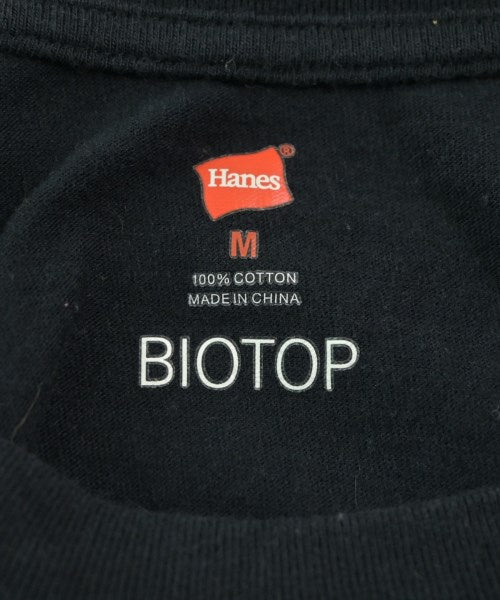 Hanes®
M
100% COTTON
MADE IN CHINA
BIOTOP